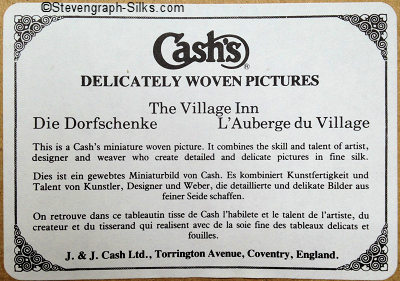 ©Stevengraph-Silks.com
Cash's®
DELICATELY WOVEN PICTURES
The Village Inn
Die Dorfschenke L'Auberge du Village
This is a Cash's miniature woven picture. It combines the skill and talent of artist,
designer and weaver who create detailed and delicate pictures in fine silk.
Dies ist ein gewebtes Miniaturbild von Cash. Es kombiniert Kunstfertigkeit und
Talent von Kunstler, Designer und Weber, die detaillierte und delikate Bilder aus
feiner Seide schaffen.
On retrouve dans ce tableautin tisse de Cash l'habilete et le talent de l'artiste, du
createur et du tisserand qui realisent avec de la soie fine des tableaux delicats et
fouilles.
J. & J. Cash Ltd., Torrington Avenue, Coventry, England.